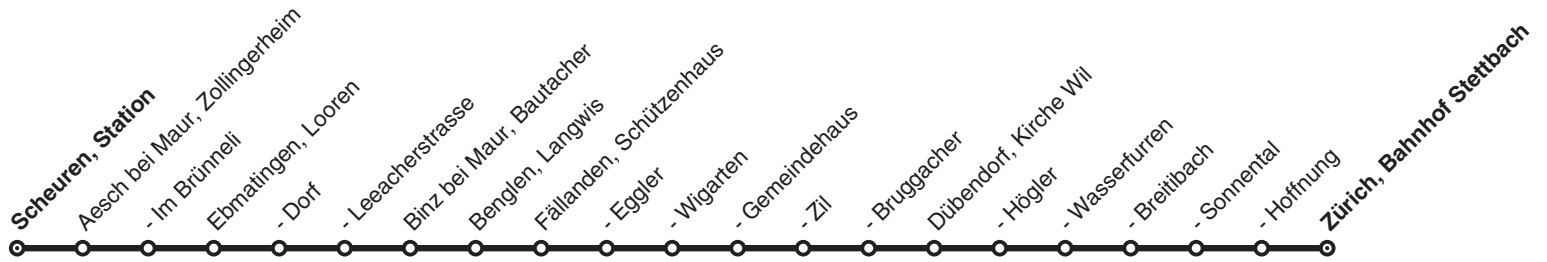 Scheuren, Station
Aesch bei Maur, Zollingerheim
- Im Brünneli
Ebmatingen, Looren
- Dorf
- Leeacherstrasse
Binz bei Maur, Bautacher
Benglen, Langwis
Fällanden, Schützenhaus
- Eggler
- Wigarten
- Gemeindehaus
- Zil
- Bruggacher
Dübendorf, Kirche Wil
- Högler
- Wasserfurren
- Breitibach
- Sonnental
- Hoffnung
Zürich, Bahnhof Stettbach